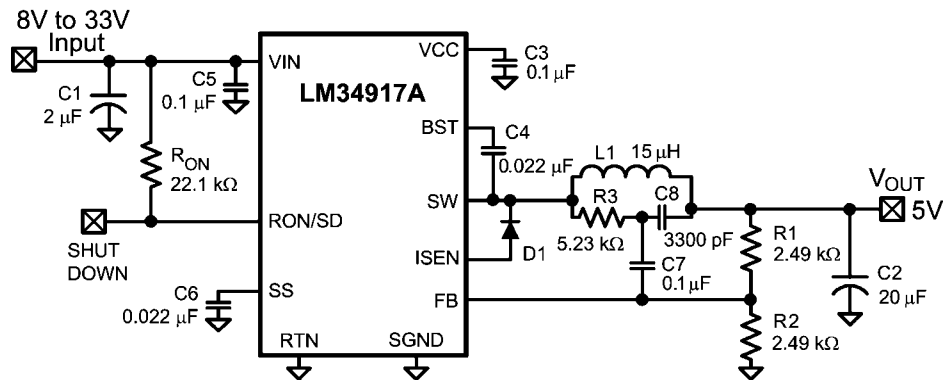 8V to 33V
Input
VIN
VCC
C3
0.1 μF
C5
0.1 μF
C1
2 μF
LM34917A
BST
C4
0.022 μF
L1
15 μH
RON
22.1 kΩ
SW
R3
5.23 kΩ
C8
3300 pF
VOUT
5V
SHUT
DOWN
RON/SD
D1
ISEN
C7
0.1 μF
R1
2.49 kΩ
C2
20 μF
C6
0.022 μF
SS
FB
R2
2.49 kΩ
RTN
SGND